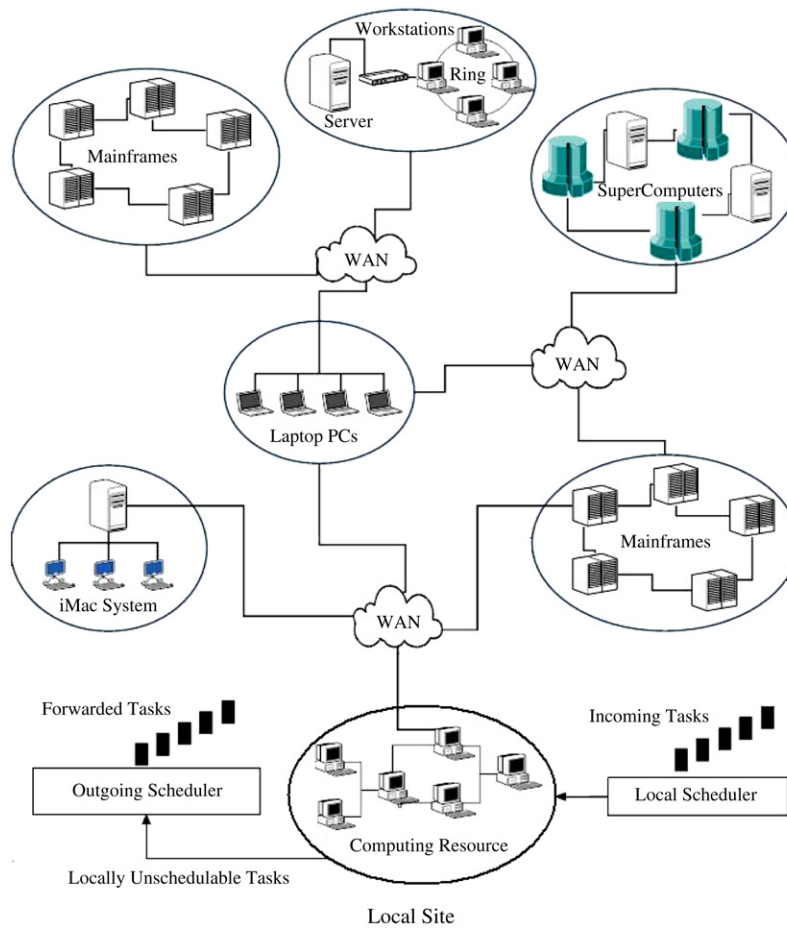 Workstations
Ring
Server
Mainframes
SuperComputers
WAN
WAN
Laptop PCs
Mainframes
iMac System
WAN
Forwarded Tasks
Incoming Tasks
Outgoing Scheduler
Local Scheduler
Computing Resource
Locally Unschedulable Tasks
Local Site